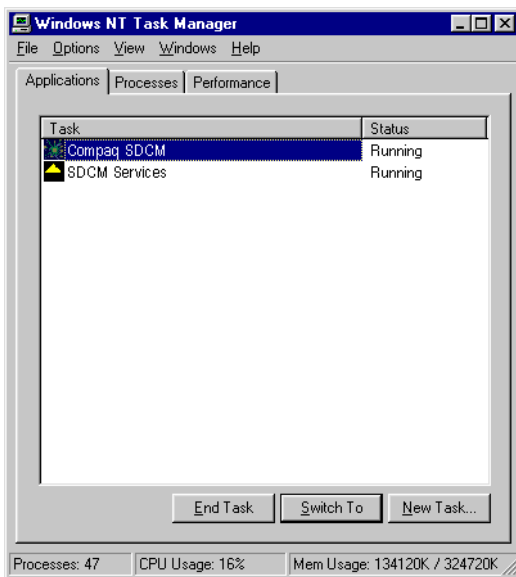 Windows NT Task Manager
File Options View Windows Help
Applications Processes Performance
Task Status
Compaq SDCM Running
SDCM Services Running
End Task Switch To New Task...
Processes: 47 CPU Usage: 16% Mem Usage: 134120K / 324720K